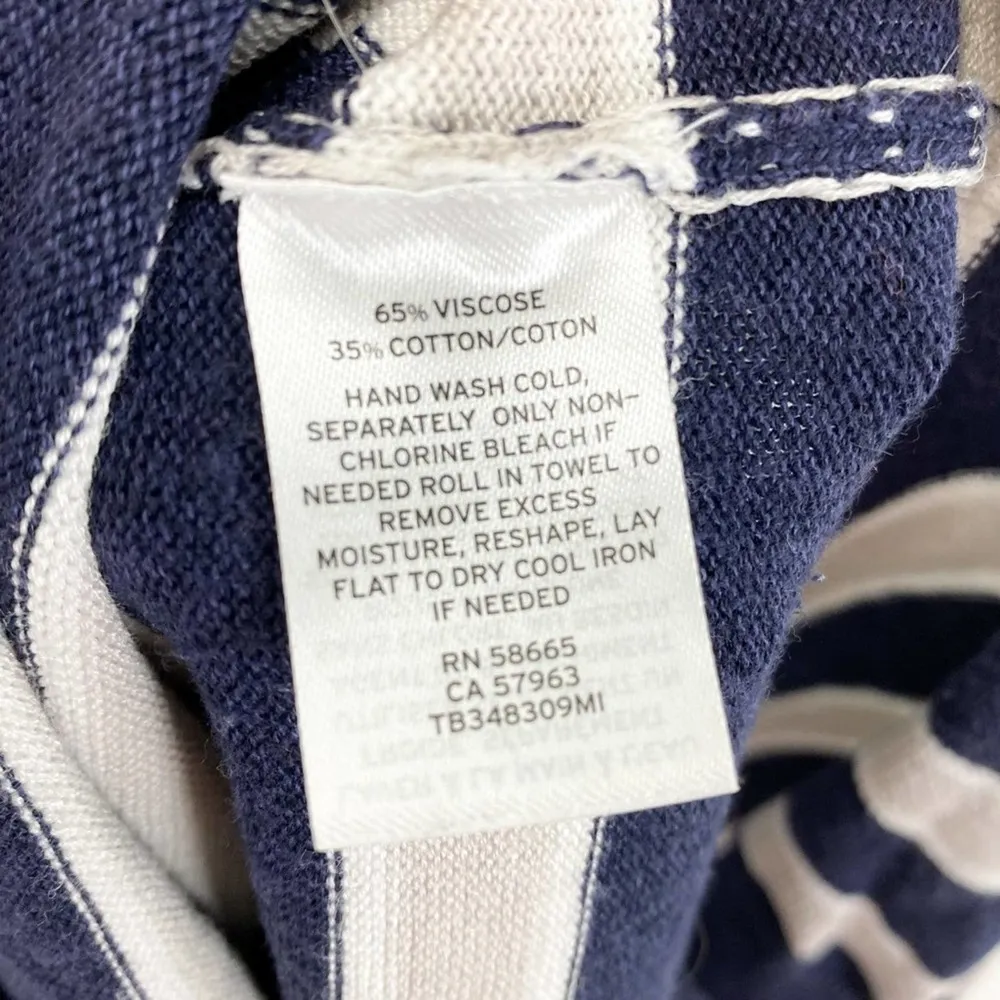 65% VISCOSE
35% COTTON/COTON
HAND WASH COLD,
SEPARATELY ONLY NON-
CHLORINE BLEACH IF
NEEDED ROLL IN TOWEL TO
REMOVE EXCESS
MOISTURE, RESHAPE, LAY
FLAT TO DRY COOL IRON
IF NEEDED
RN 58665
CA 57963
TB348309MI